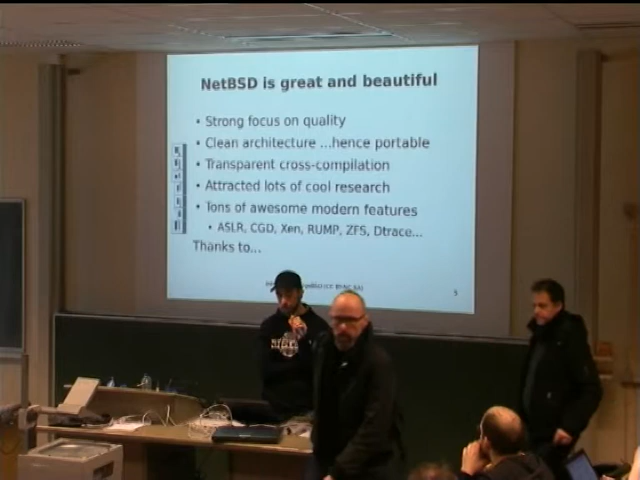 NetBSD is great and beautiful
• Strong focus on quality
• Clean architecture ...hence portable
• Transparent cross-compilation
• Attracted lots of cool research
• Tons of awesome modern features
• ASLR, CGD, Xen, RUMP, ZFS, Dtrace...
Thanks to...
5